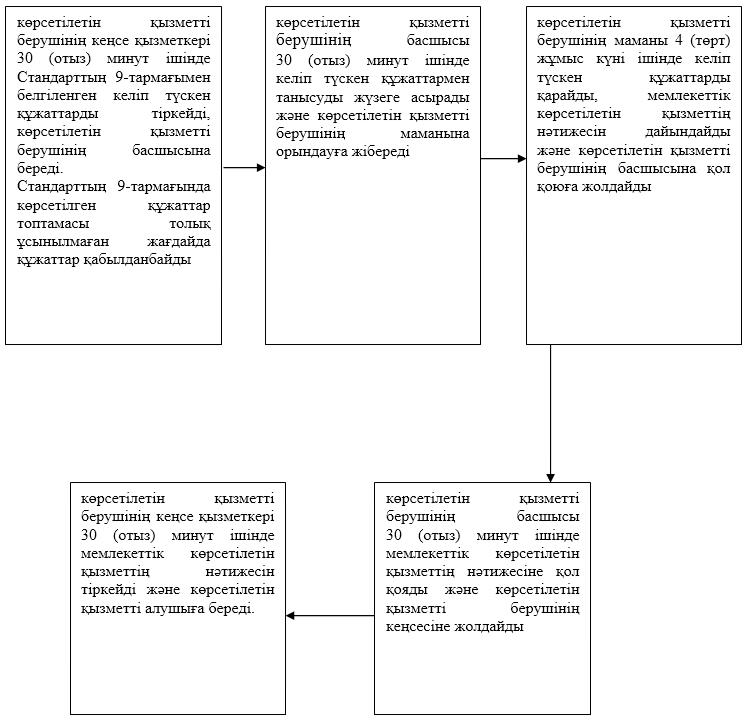 көрсетілетін қызметті
берушінің кеңсе қызметкері
30 (отыз) минут ішінде
Стандарттың 9-тармағымен
белгіленген келіп түскен
құжаттарды тіркейді,
көрсетілетін қызметті
берушінің басшысына
береді.
Стандарттың 9-тармағында
көрсетілген құжаттар
топтамасы толық
ұсынылмаған жағдайда
құжаттар қабылданбайды
көрсетілетін қызметті
берушінің басшысы
30 (отыз) минут ішінде
келіп түскен құжаттармен
танысуды жүзеге асырады
және көрсетілетін қызметті
берушінің маманына
орындауға жібереді
көрсетілетін қызметті
берушінің маманы 4 (төрт)
жұмыс күні ішінде келіп
түскен құжаттарды
қарайды, мемлекеттік
көрсетілетін қызметтің
нәтижесін дайындайды
және көрсетілетін қызметті
берушінің басшысына қол
қоюға жолдайды
көрсетілетін қызметті
берушінің басшысы
30 (отыз) минут ішінде
мемлекеттік көрсетілетін
қызметтің нәтижесіне қол
қояды және көрсетілетін
қызметті берушінің
кеңсесіне жолдайды
көрсетілетін қызметті
берушінің кеңсе қызметкері
30 (отыз) минут ішінде
мемлекеттік көрсетілетін
қызметтің нәтижесін
тіркейді және көрсетілетін
қызметті алушыға береді.